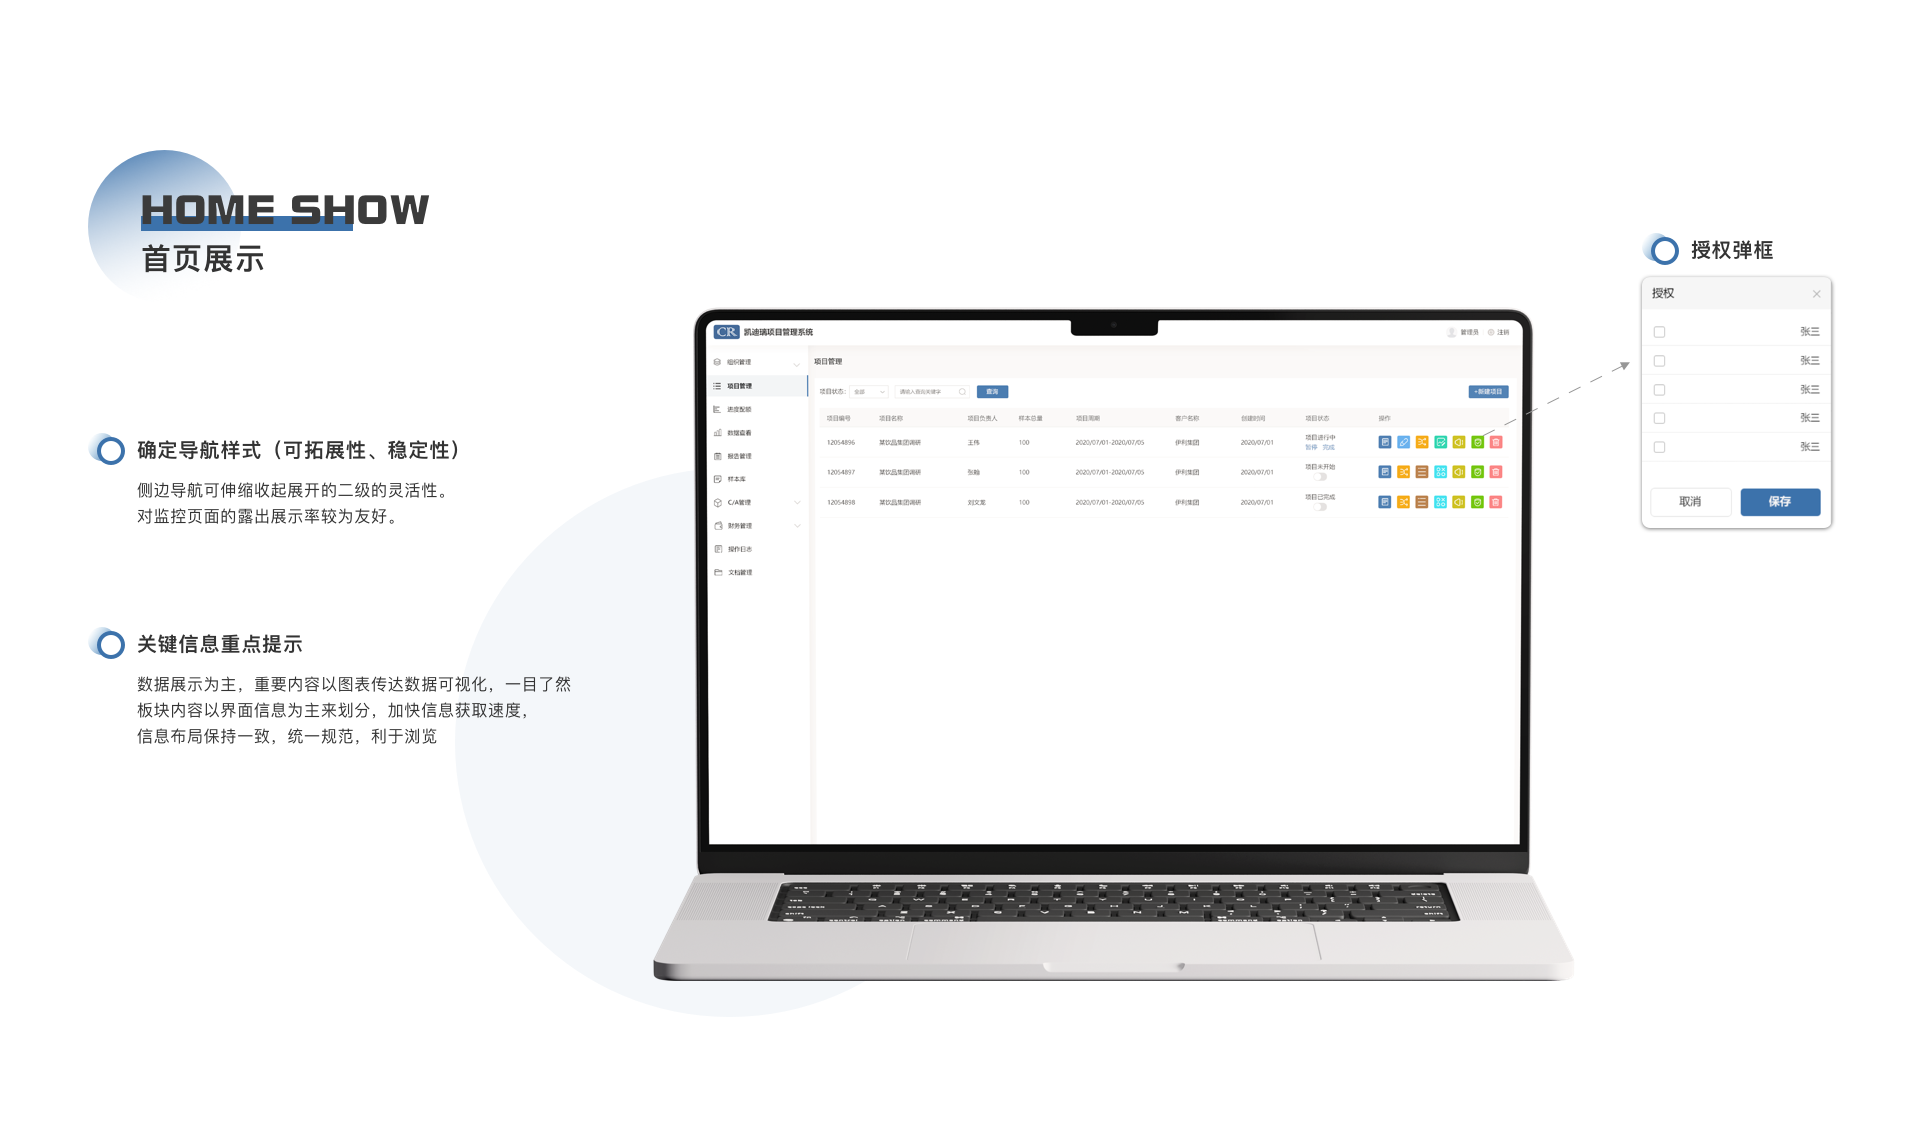 HOME SHOW
首页展示
确定导航样式（可拓展性、稳定性）
侧边导航可伸缩收起展开的二级的灵活性。
对监控页面的露出展示率较为友好。
关键信息重点提示
数据展示为主，重要内容以图表传达数据可视化，一目了然
板块内容以界面信息为主来划分，加快信息获取速度，
信息布局保持一致，统一规范，利于浏览
CR 凯迪瑞项目管理系统
管理员 注销
组织管理
项目管理
进度配额
数据查看
报告管理
样本库
C/A管理
财务管理
操作日志
文档管理
项目管理
项目状态： 全部 请输入查询关键字 查询 +新建项目
项目编号 项目名称 项目负责人 样本总量 项目周期 客户名称 创建时间 项目状态 操作
12054896 某饮品集团调研 王伟 100 2020/07/01-2020/07/05 伊利集团 2020/07/01 项目进行中
暂停 完成
12054897 某饮品集团调研 100 2020/07/01-2020/07/05 伊利集团 2020/07/01 项目未开始
12054898 某饮品集团调研 刘文龙 100 2020/07/01-2020/07/05 伊利集团 2020/07/01 项目已完成
授权弹框
授权
张三
张三
张三
张三
张三
取消 保存